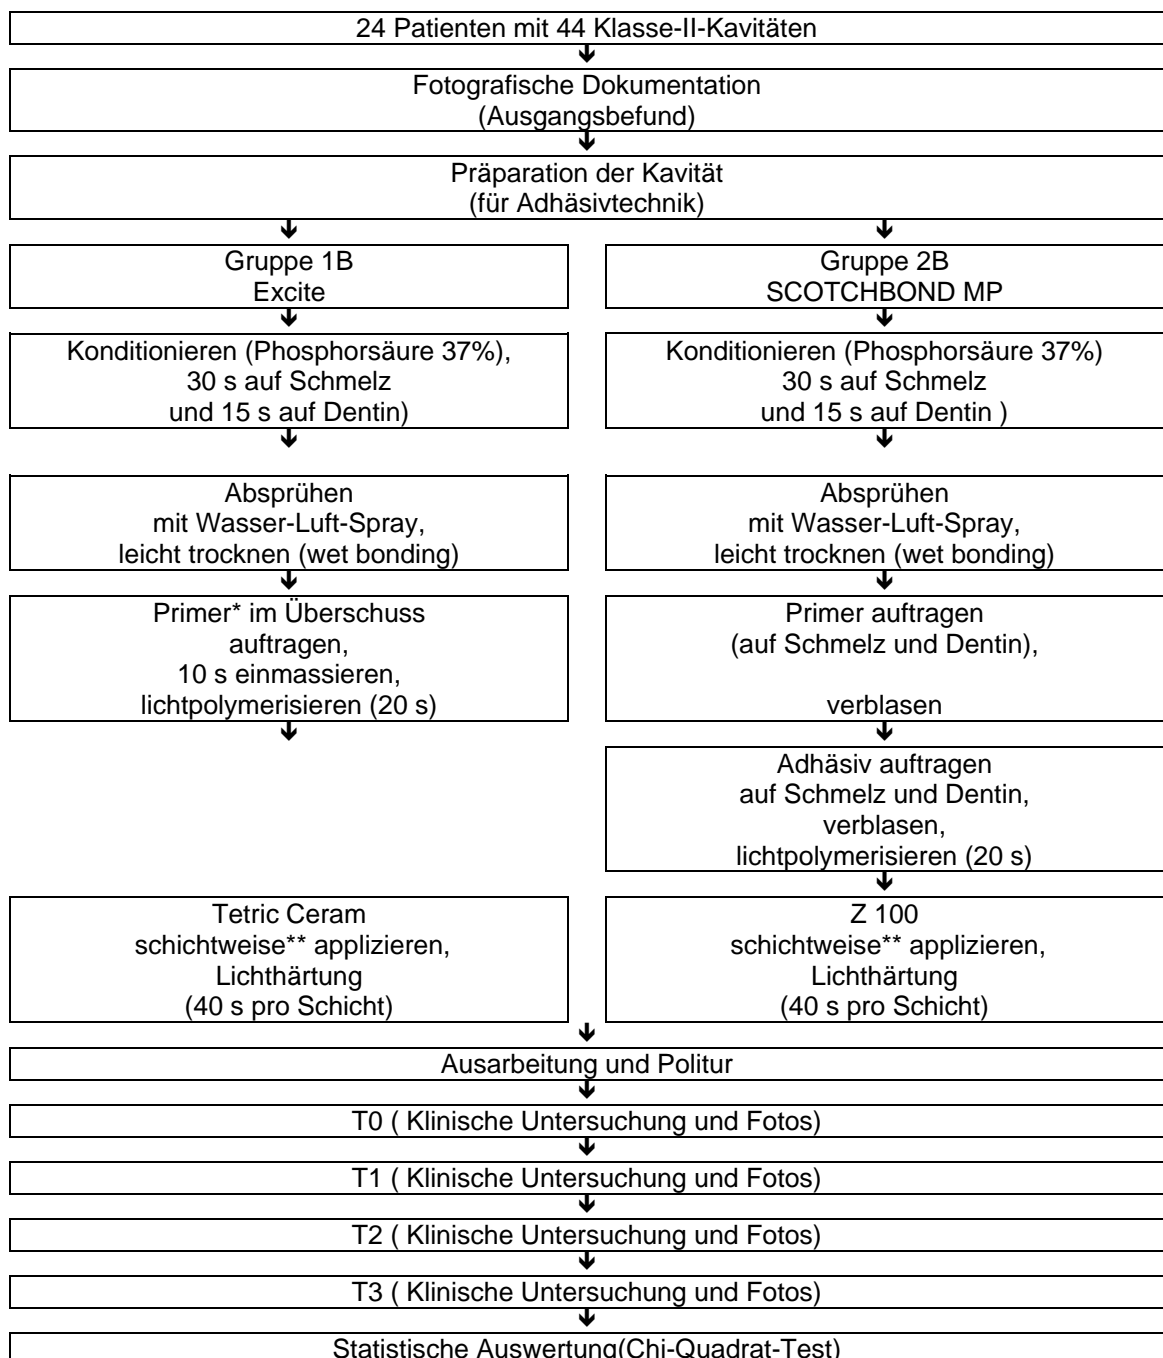 24 Patienten mit 44 Klasse-II-Kavitäten
Fotografische Dokumentation
(Ausgangsbefund)
Präparation der Kavität
(für Adhäsivtechnik)
Gruppe 1B
Excite
Gruppe 2B
SCOTCHBOND MP
Konditionieren (Phosphorsäure 37%),
30 s auf Schmelz
und 15 s auf Dentin)
Konditionieren (Phosphorsäure 37%)
30 s auf Schmelz
und 15 s auf Dentin )
Absprühen
mit Wasser-Luft-Spray,
leicht trocknen (wet bonding)
Absprühen
mit Wasser-Luft-Spray,
leicht trocknen (wet bonding)
Primer* im Überschuss
auftragen,
10 s einmassieren,
lichtpolymerisieren (20 s)
Primer auftragen
(auf Schmelz und Dentin),
verblasen
Adhäsiv auftragen
auf Schmelz und Dentin,
verblasen,
lichtpolymerisieren (20 s)
Tetric Ceram
schichtweise** applizieren,
Lichthärtung
(40 s pro Schicht)
Z 100
schichtweise** applizieren,
Lichthärtung
(40 s pro Schicht)
Ausarbeitung und Politur
T0 ( Klinische Untersuchung und Fotos)
T1 ( Klinische Untersuchung und Fotos)
T2 ( Klinische Untersuchung und Fotos)
T3 ( Klinische Untersuchung und Fotos)
Statistische Auswertung(Chi-Quadrat-Test)